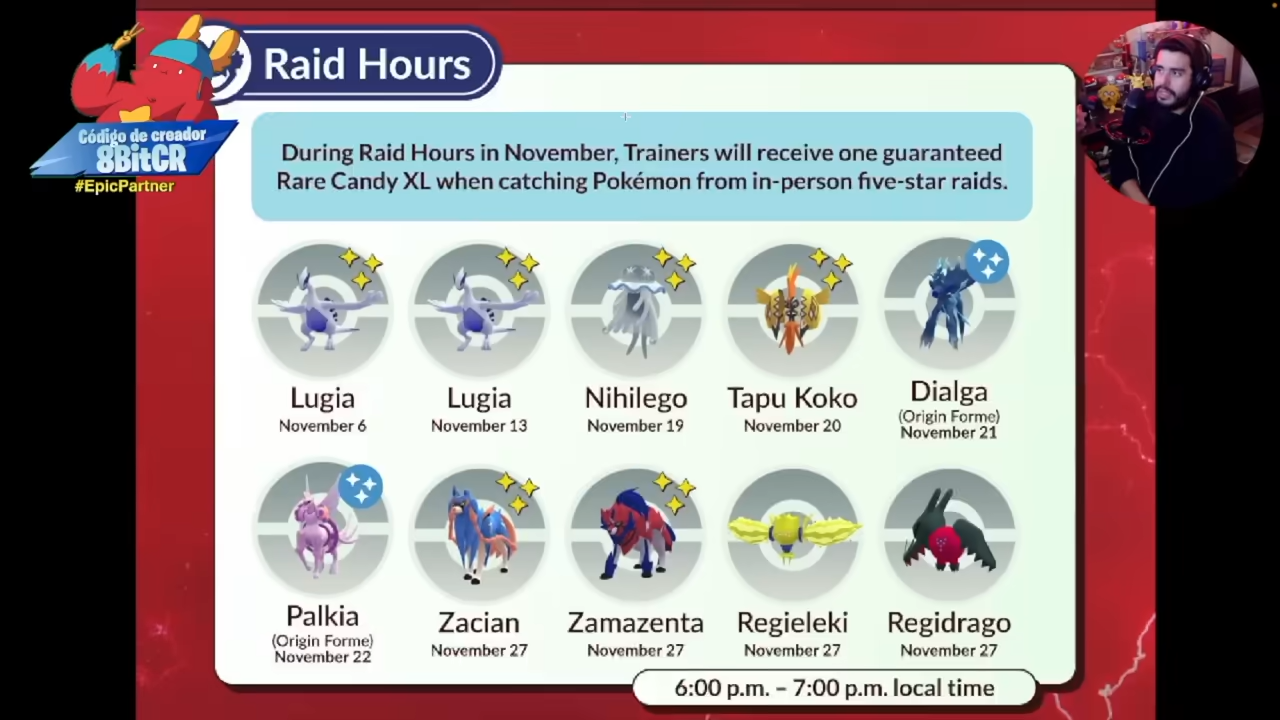 Raid Hours
Código de creador
8BitCR
#EpicPartner
During Raid Hours in November, Trainers will receive one guaranteed
Rare Candy XL when catching Pokémon from in-person five-star raids.
Lugia
November 6
Lugia
November 13
Nihilego
November 19
Tapu Koko
November 20
Dialga
(Origin Forme)
November 21
Palkia
(Origin Forme)
November 22
Zacian
November 27
Zamazenta
November 27
Regieleki
November 27
Regidrago
November 27
6:00 p.m. – 7:00 p.m. local time